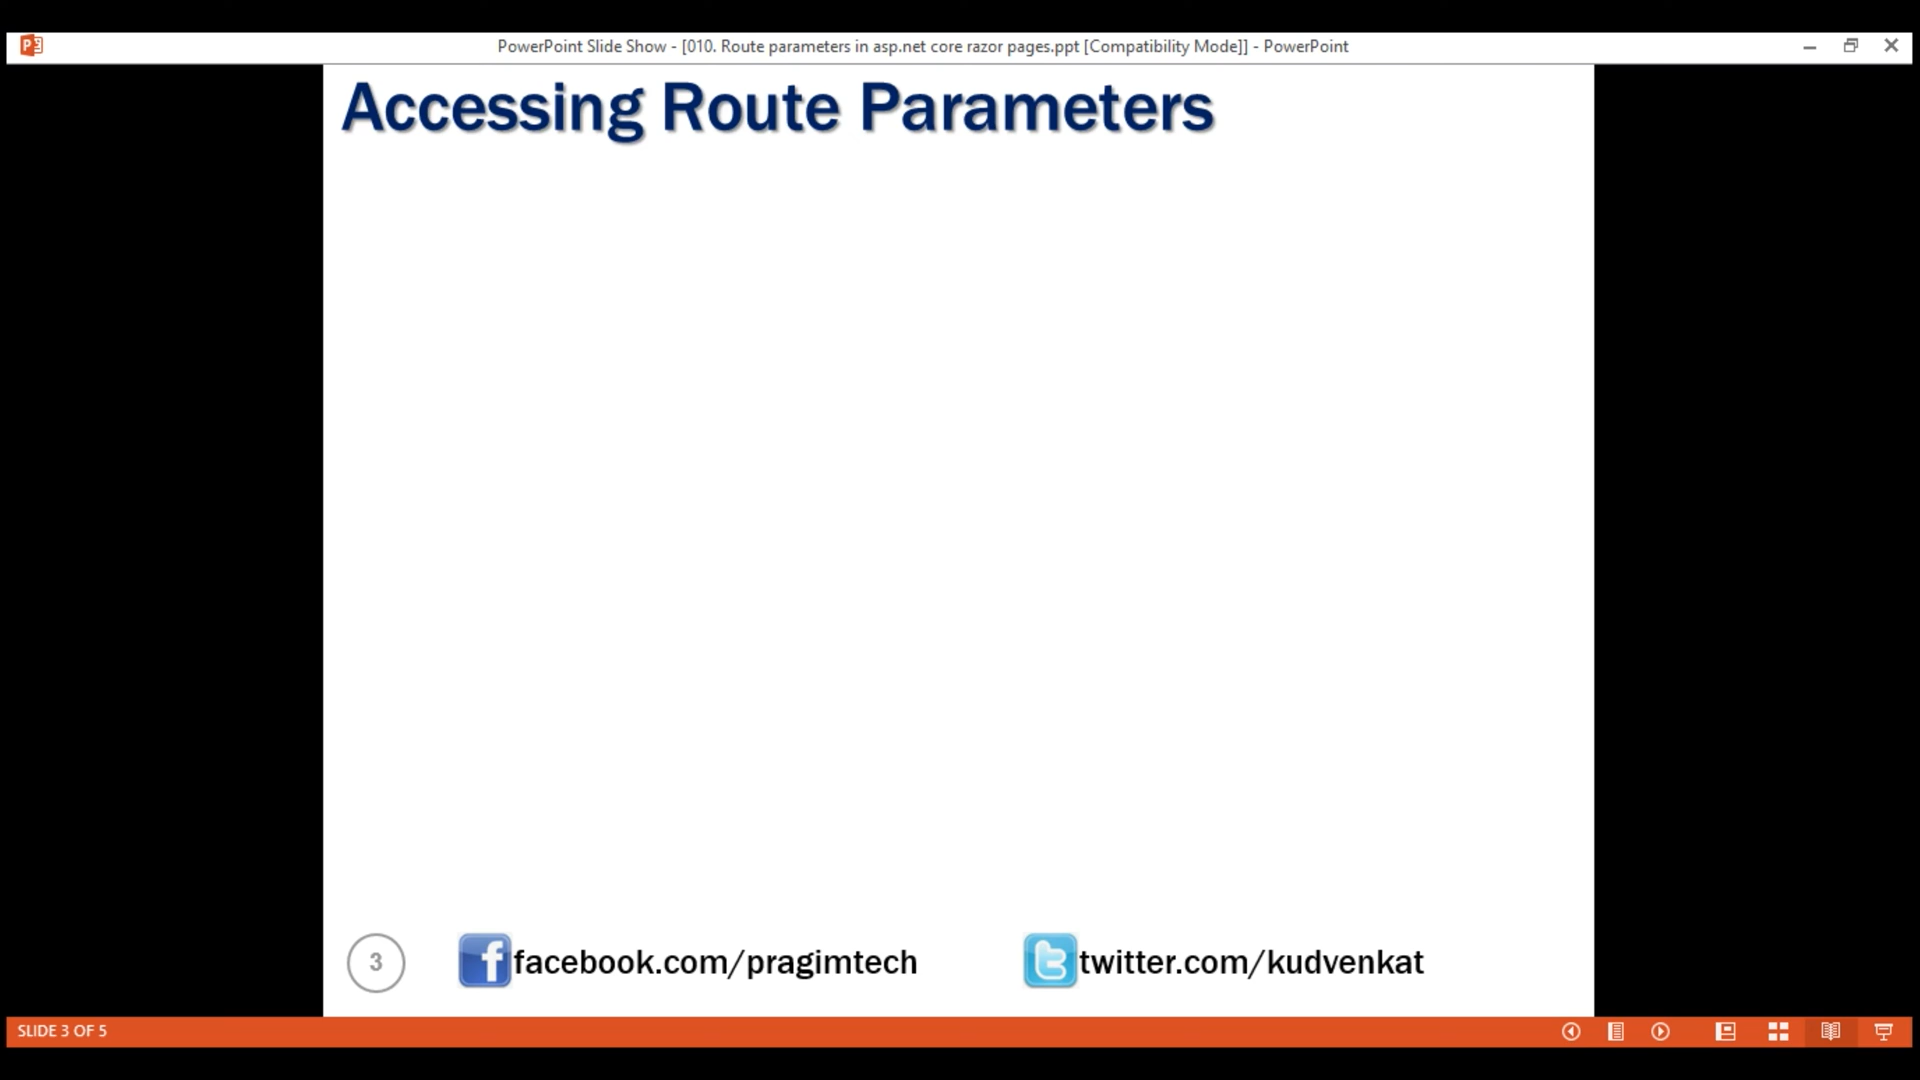 PowerPoint Slide Show - [010. Route parameters in asp.net core razor pages.ppt [Compatibility Mode]] - PowerPoint
Accessing Route Parameters
3
facebook.com/pragimtech
twitter.com/kudvenkat
SLIDE 3 OF 5